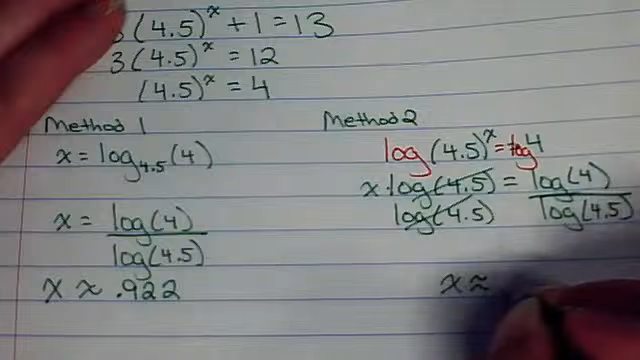 (4.5)^x + 1 = 13
3(4.5)^x = 12
(4.5)^x = 4
Method 1
x = log_4.5(4)
x = log(4) / log(4.5)
x ≈ .922
Method 2
log(4.5)^x = log 4
x log(4.5) / log(4.5) = log(4) / log(4.5)
x ≈